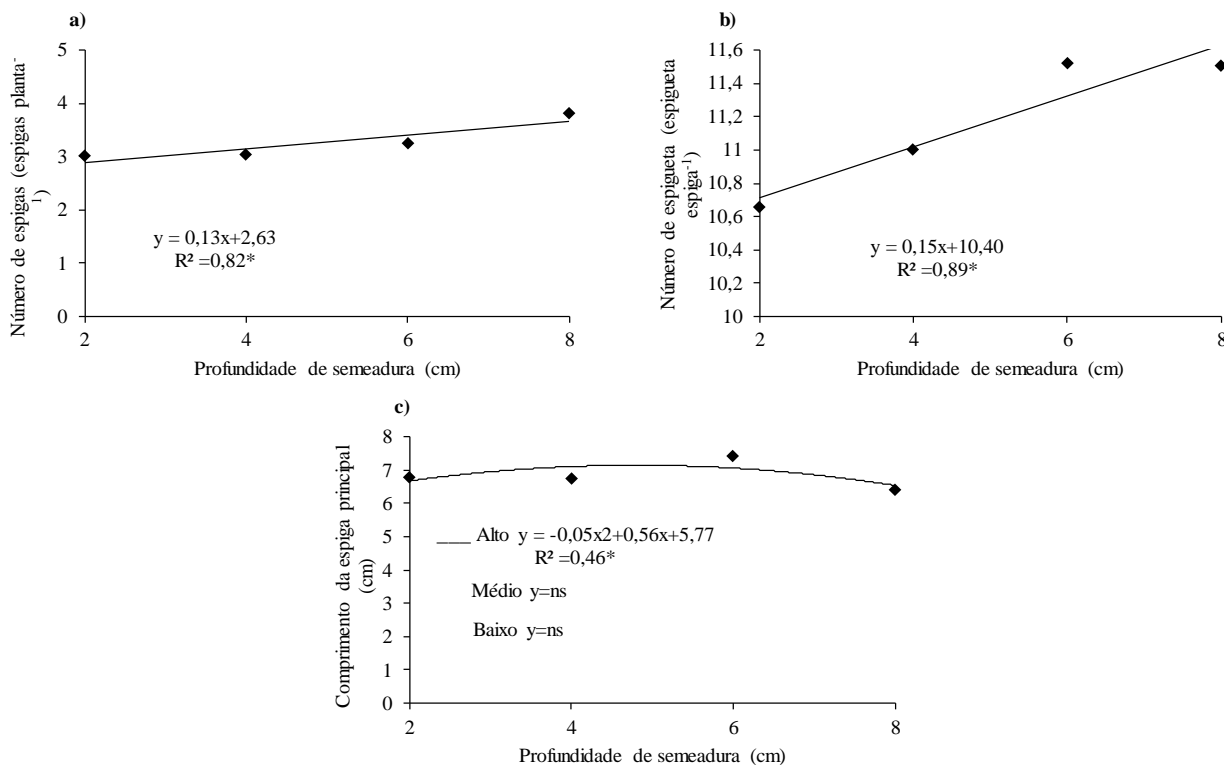 a)
Número de espigas (espigas planta-
1)
5
4
3
2
1
0
y = 0,13x+2,63
R² =0,82*
2 4 6 8
Profundidade de semeadura (cm)
b)
Número de espigueta (espigueta
espiga-1)
11,6
11,4
11,2
11
10,8
10,6
10,4
10,2
10
y = 0,15x+10,40
R² =0,89*
2 4 6 8
Profundidade de semeadura (cm)
c)
Comprimento da espiga principal
(cm)
8
7
6
5
4
3
2
1
0
___ Alto y = -0,05x2+0,56x+5,77
R² =0,46*
Médio y=ns
Baixo y=ns
2 4 6 8
Profundidade de semeadura (cm)